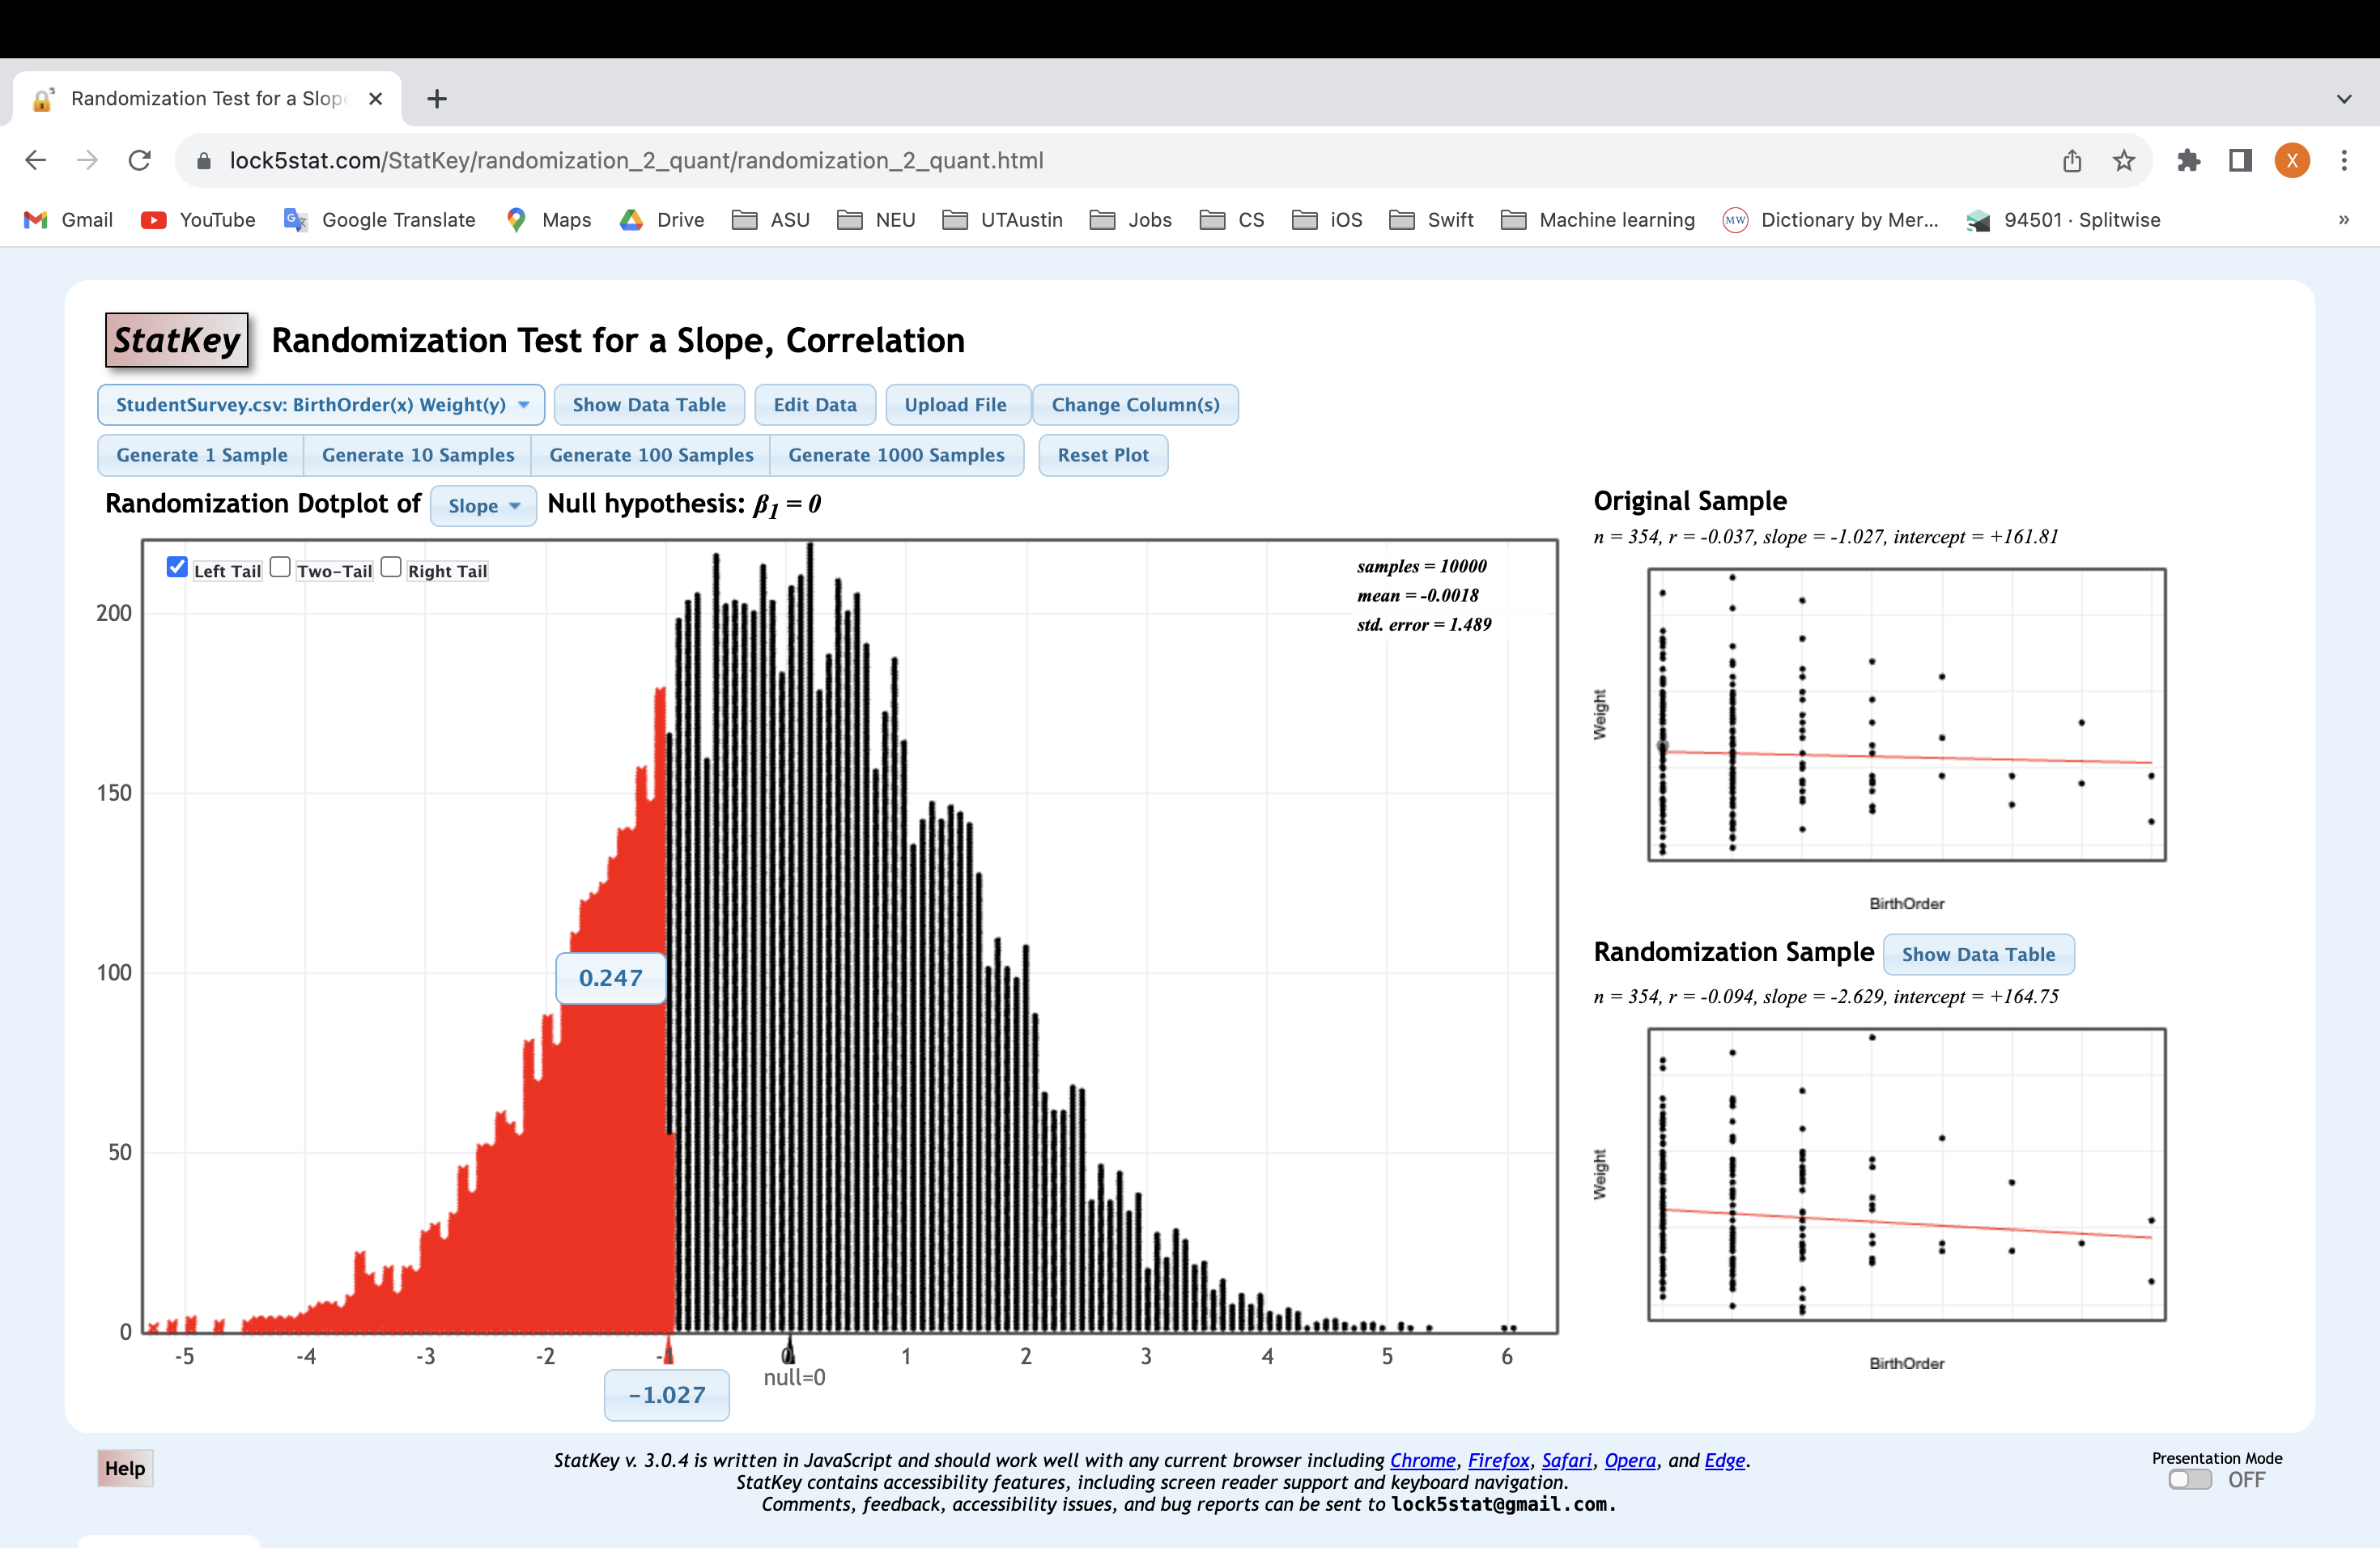 Randomization Test for a Slope
lock5stat.com/StatKey/randomization_2_quant/randomization_2_quant.html
X
Gmail YouTube Google Translate Maps Drive ASU NEU UTAustin Jobs CS iOS Swift Machine learning MW Dictionary by Mer... 94501 · Splitwise »
StatKey Randomization Test for a Slope, Correlation
StudentSurvey.csv: BirthOrder(x) Weight(y) Show Data Table Edit Data Upload File Change Column(s)
Generate 1 Sample Generate 10 Samples Generate 100 Samples Generate 1000 Samples Reset Plot
Randomization Dotplot of Slope Null hypothesis: β1 = 0
Left Tail Two-Tail Right Tail
samples = 10000
mean = -0.0018
std. error = 1.489
200
150
100
50
0
0.247
-5 -4 -3 -2 -1 0 1 2 3 4 5 6
null=0
-1.027
Original Sample
n = 354, r = -0.037, slope = -1.027, intercept = +161.81
Weight
BirthOrder
Randomization Sample Show Data Table
n = 354, r = -0.094, slope = -2.629, intercept = +164.75
Weight
BirthOrder
Help
StatKey v. 3.0.4 is written in JavaScript and should work well with any current browser including Chrome, Firefox, Safari, Opera, and Edge.
StatKey contains accessibility features, including screen reader support and keyboard navigation.
Comments, feedback, accessibility issues, and bug reports can be sent to lock5stat@gmail.com.
Presentation Mode
OFF